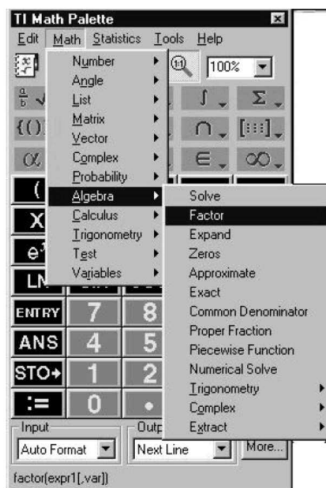 TI Math Palette
Edit Math Statistics Tools Help
Number
100%
Angle
List
Matrix
Vector
Complex
Probability
Algebra
Solve
Calculus
Factor
Trigonometry
Expand
Test
Zeros
Variables
Approximate
Exact
ENTRY 7 8
Common Denominator
Proper Fraction
ANS 4 5
Piecewise Function
Numerical Solve
STO→ 1 2
Trigonometry
Complex
:= 0 .
Extract
Input
Auto Format
Next Line
More...
factor(expr1[,var])